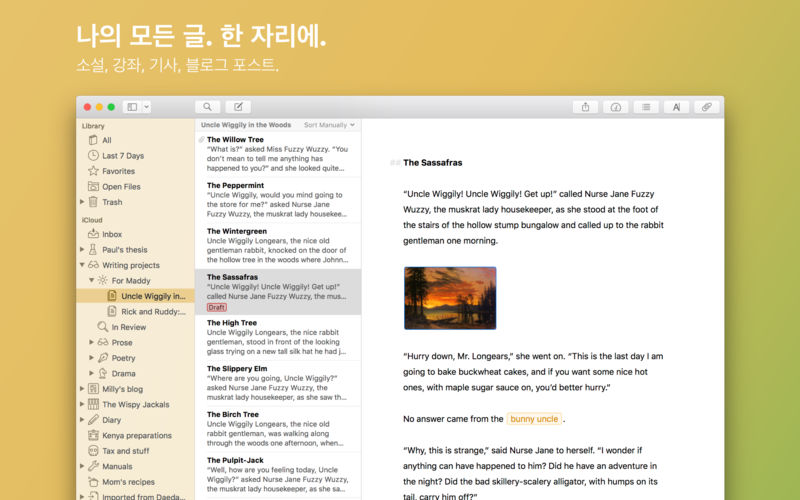 나의 모든 글. 한 자리에.
소설, 강좌, 기사, 블로그 포스트.
Library
All
Last 7 Days
Favorites
Open Files
Trash
iCloud
Inbox
Paul's thesis
Writing projects
For Maddy
Uncle Wiggily in...
Rick and Ruddy:...
In Review
Prose
Poetry
Drama
Milly's blog
The Wispy Jackals
Diary
Kenya preparations
Tax and stuff
Manuals
Mom's recipes
Imported from Daeda...
Uncle Wiggily in the Woods Sort Manually
The Willow Tree
“What is?” asked Miss Fuzzy Wuzzy. “You
don't mean to tell me anything has
happened to you?” and she looked quite...
The Peppermint
“Uncle Wiggily, would you mind going to
the store for me?” asked Nurse Jane
Fuzzy Wuzzy, the muskrat lady housekee...
The Wintergreen
Uncle Wiggily Longears, the nice old
gentleman rabbit, knocked on the door of
the hollow tree in the woods where Johnn...
The Sassafras
“Uncle Wiggily! Uncle Wiggily! Get up!”
called Nurse Jane Fuzzy Wuzzy, the mus...
Draft
The High Tree
Uncle Wiggily Longears, the nice rabbit
gentleman, stood in front of the looking
glass trying on a new tall silk hat he had j...
The Slippery Elm
“Where are you going, Uncle Wiggily?”
asked Nurse Jane Fuzzy Wuzzy, the
muskrat lady housekeeper, as she saw th...
The Birch Tree
Uncle Wiggily Longears, the nice old
rabbit gentleman, was walking along
through the woods one afternoon, when...
The Pulpit-Jack
“Well, how are you feeling today, Uncle
Wiggily?” asked Nurse Jane Fuzzy Wuzzy
## The Sassafras
“Uncle Wiggily! Uncle Wiggily! Get up!” called Nurse Jane Fuzzy
Wuzzy, the muskrat lady housekeeper, as she stood at the foot of
the stairs of the hollow stump bungalow and called up to the rabbit
gentleman one morning.
“Hurry down, Mr. Longears,” she went on. “This is the last day I am
going to bake buckwheat cakes, and if you want some nice hot
ones, with maple sugar sauce on, you'd better hurry.”
No answer came from the bunny uncle .
“Why, this is strange,” said Nurse Jane to herself. “I wonder if
anything can have happened to him? Did he have an adventure
in the night? Did the bad skillery-scalery alligator, with humps on its
tail, carry him off?”